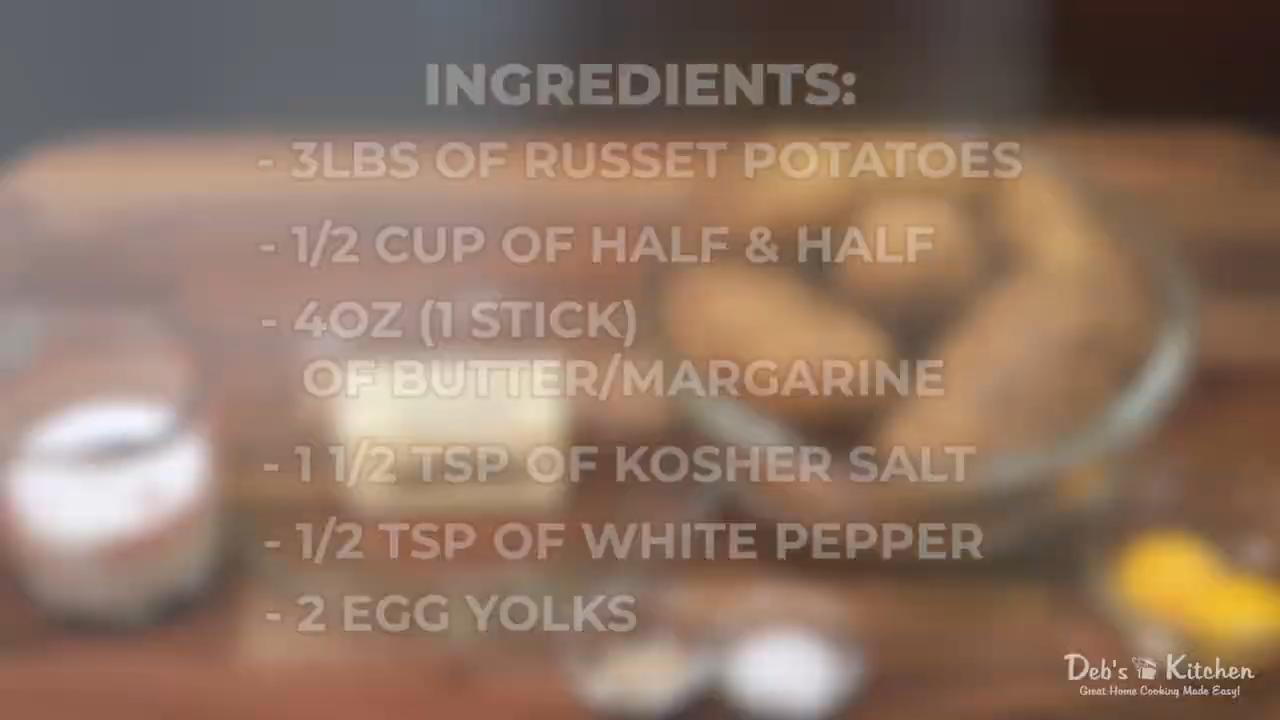 INGREDIENTS:
- 3LBS OF RUSSET POTATOES
- 1/2 CUP OF HALF & HALF
- 4OZ (1 STICK)
OF BUTTER/MARGARINE
- 1 1/2 TSP OF KOSHER SALT
- 1/2 TSP OF WHITE PEPPER
- 2 EGG YOLKS
Deb's Kitchen
Great Home Cooking Made Easy!